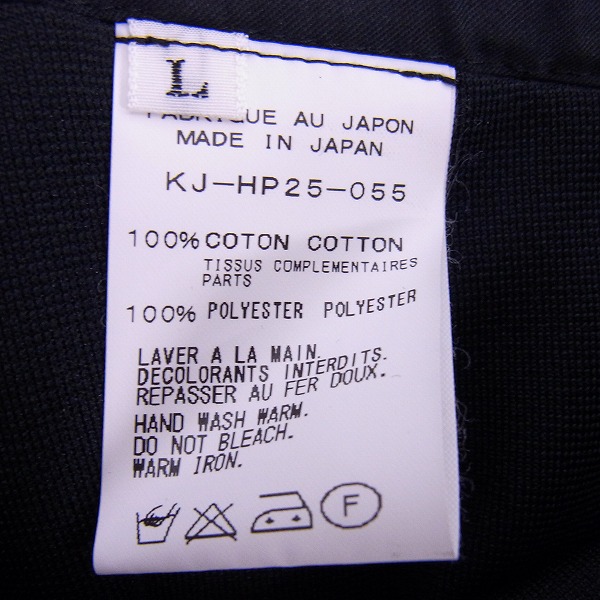 L
FABRIQUE AU JAPON
MADE IN JAPAN
KJ-HP25-055
100% COTON COTTON
TISSUS COMPLEMENTAIRES
PARTS
100% POLYESTER POLYESTER
LAVER A LA MAIN.
DECOLORANTS INTERDITS.
REPASSER AU FER DOUX.
HAND WASH WARM.
DO NOT BLEACH.
WARM IRON.
F